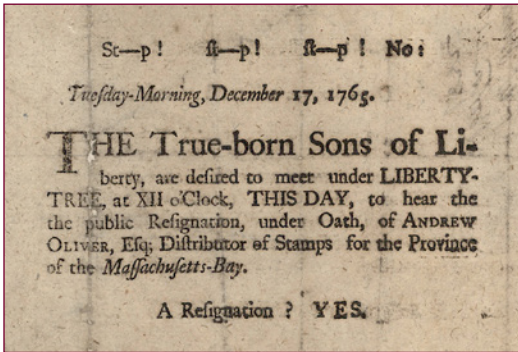 St—p! ſt—p! ſt—p! No:
Tueſday-Morning, December 17, 1765.
THE True-born Sons of Li-
berty, are deſired to meet under LIBERTY-
TREE, at XII o'Clock, THIS DAY, to hear the
the public Reſignation, under Oath, of ANDREW
OLIVER, Eſq; Diſtributor of Stamps for the Province
of the Maſſachuſetts-Bay.
A Reſignation ? YES.